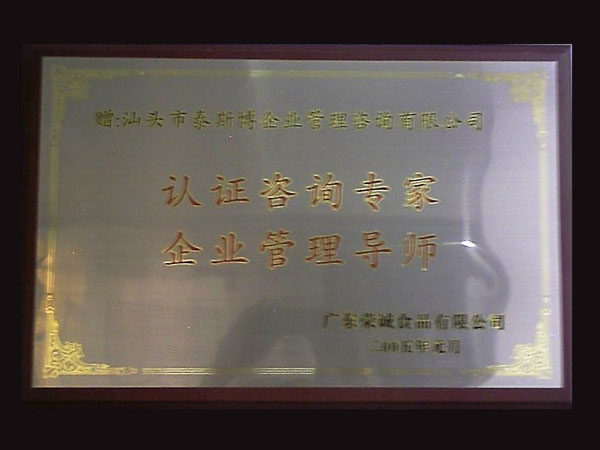 赠:汕头市泰斯博企业管理咨询有限公司
认证咨询专家
企业管理导师
广东荣诚食品有限公司
二00五年元月